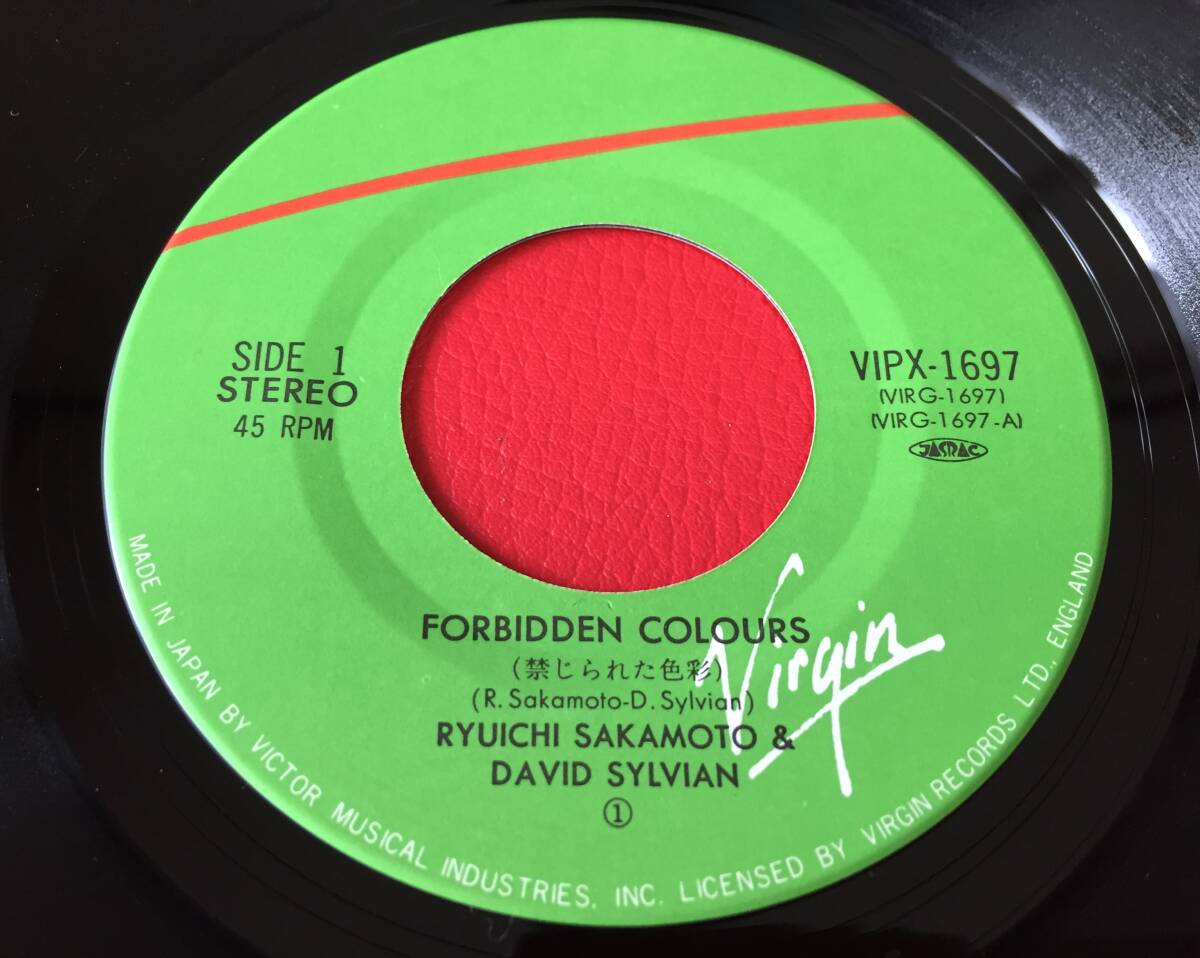 SIDE 1
STEREO
45 RPM
VIPX-1697
(VIRG-1697)
(VIRG-1697-A)
JASRAC
FORBIDDEN COLOURS
(禁じられた色彩)
(R. Sakamoto-D. Sylvian)
RYUICHI SAKAMOTO &
DAVID SYLVIAN
①
Virgin
MADE IN JAPAN BY VICTOR MUSICAL INDUSTRIES, INC. LICENSED BY VIRGIN RECORDS LTD., ENGLAND